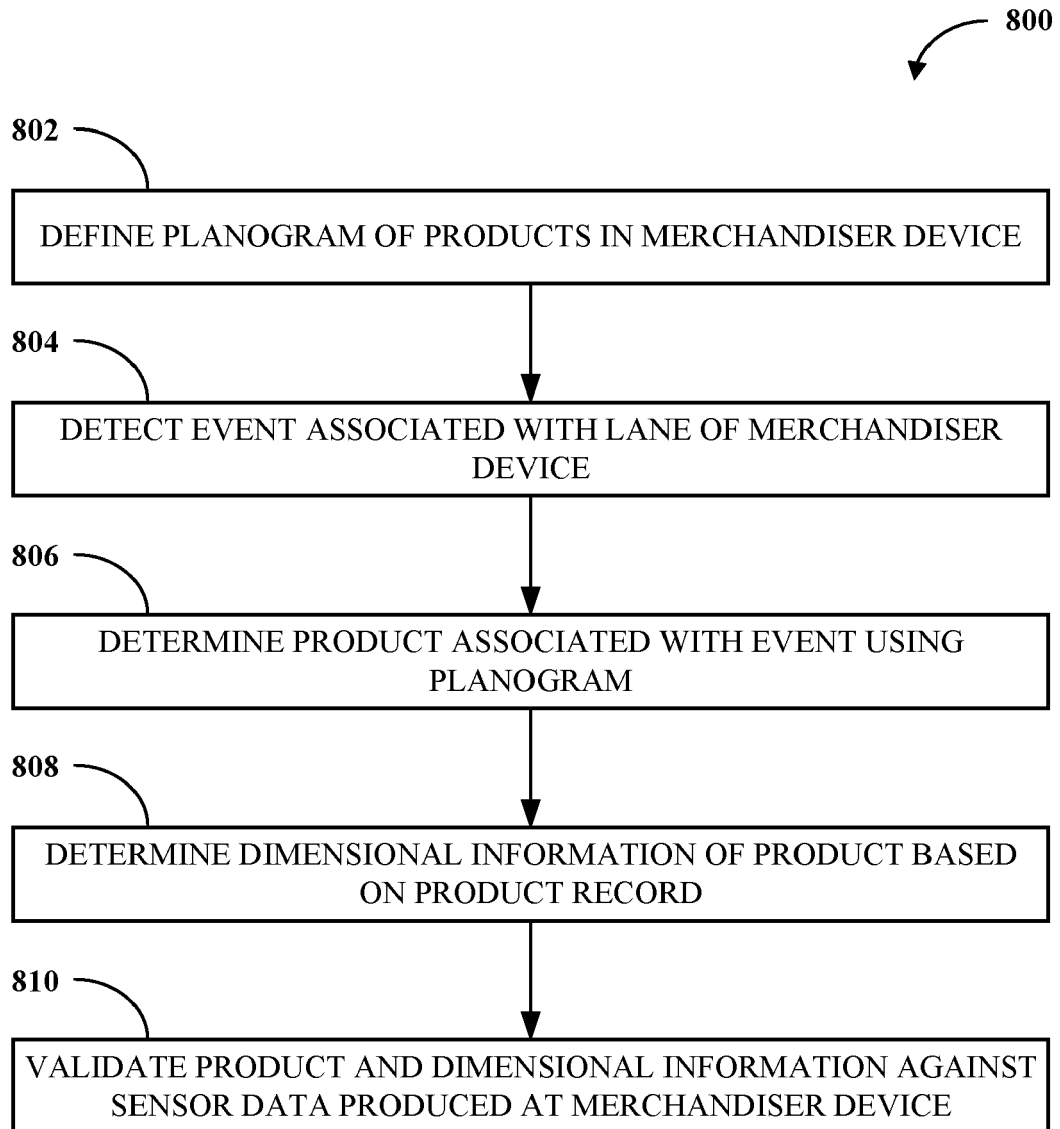 800
802
DEFINE PLANOGRAM OF PRODUCTS IN MERCHANDISER DEVICE
804
DETECT EVENT ASSOCIATED WITH LANE OF MERCHANDISER
DEVICE
806
DETERMINE PRODUCT ASSOCIATED WITH EVENT USING
PLANOGRAM
808
DETERMINE DIMENSIONAL INFORMATION OF PRODUCT BASED
ON PRODUCT RECORD
810
VALIDATE PRODUCT AND DIMENSIONAL INFORMATION AGAINST
SENSOR DATA PRODUCED AT MERCHANDISER DEVICE